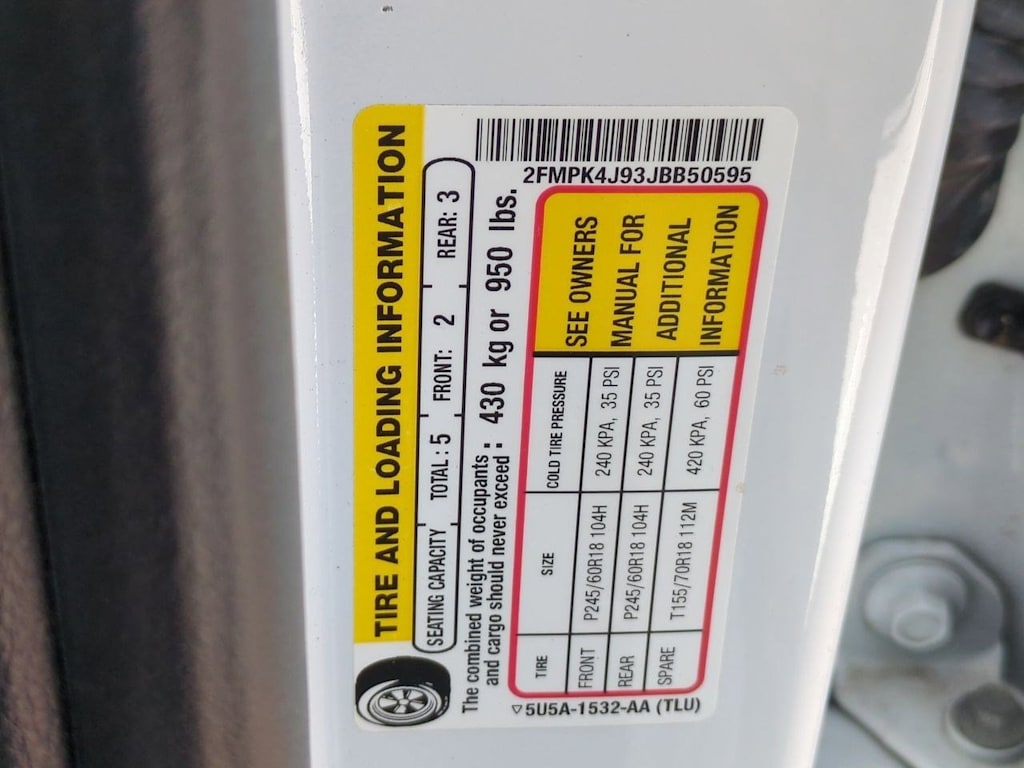 TIRE AND LOADING INFORMATION
SEATING CAPACITY TOTAL : 5 FRONT: 2 REAR: 3
The combined weight of occupants
and cargo should never exceed : 430 kg or 950 lbs.
TIRE SIZE COLD TIRE PRESSURE
FRONT P245/60R18 104H 240 KPA, 35 PSI
REAR P245/60R18 104H 240 KPA, 35 PSI
SPARE T155/70R18 112M 420 KPA, 60 PSI
SEE OWNERS
MANUAL FOR
ADDITIONAL
INFORMATION
5U5A-1532-AA (TLU)
2FMPK4J93JBB50595